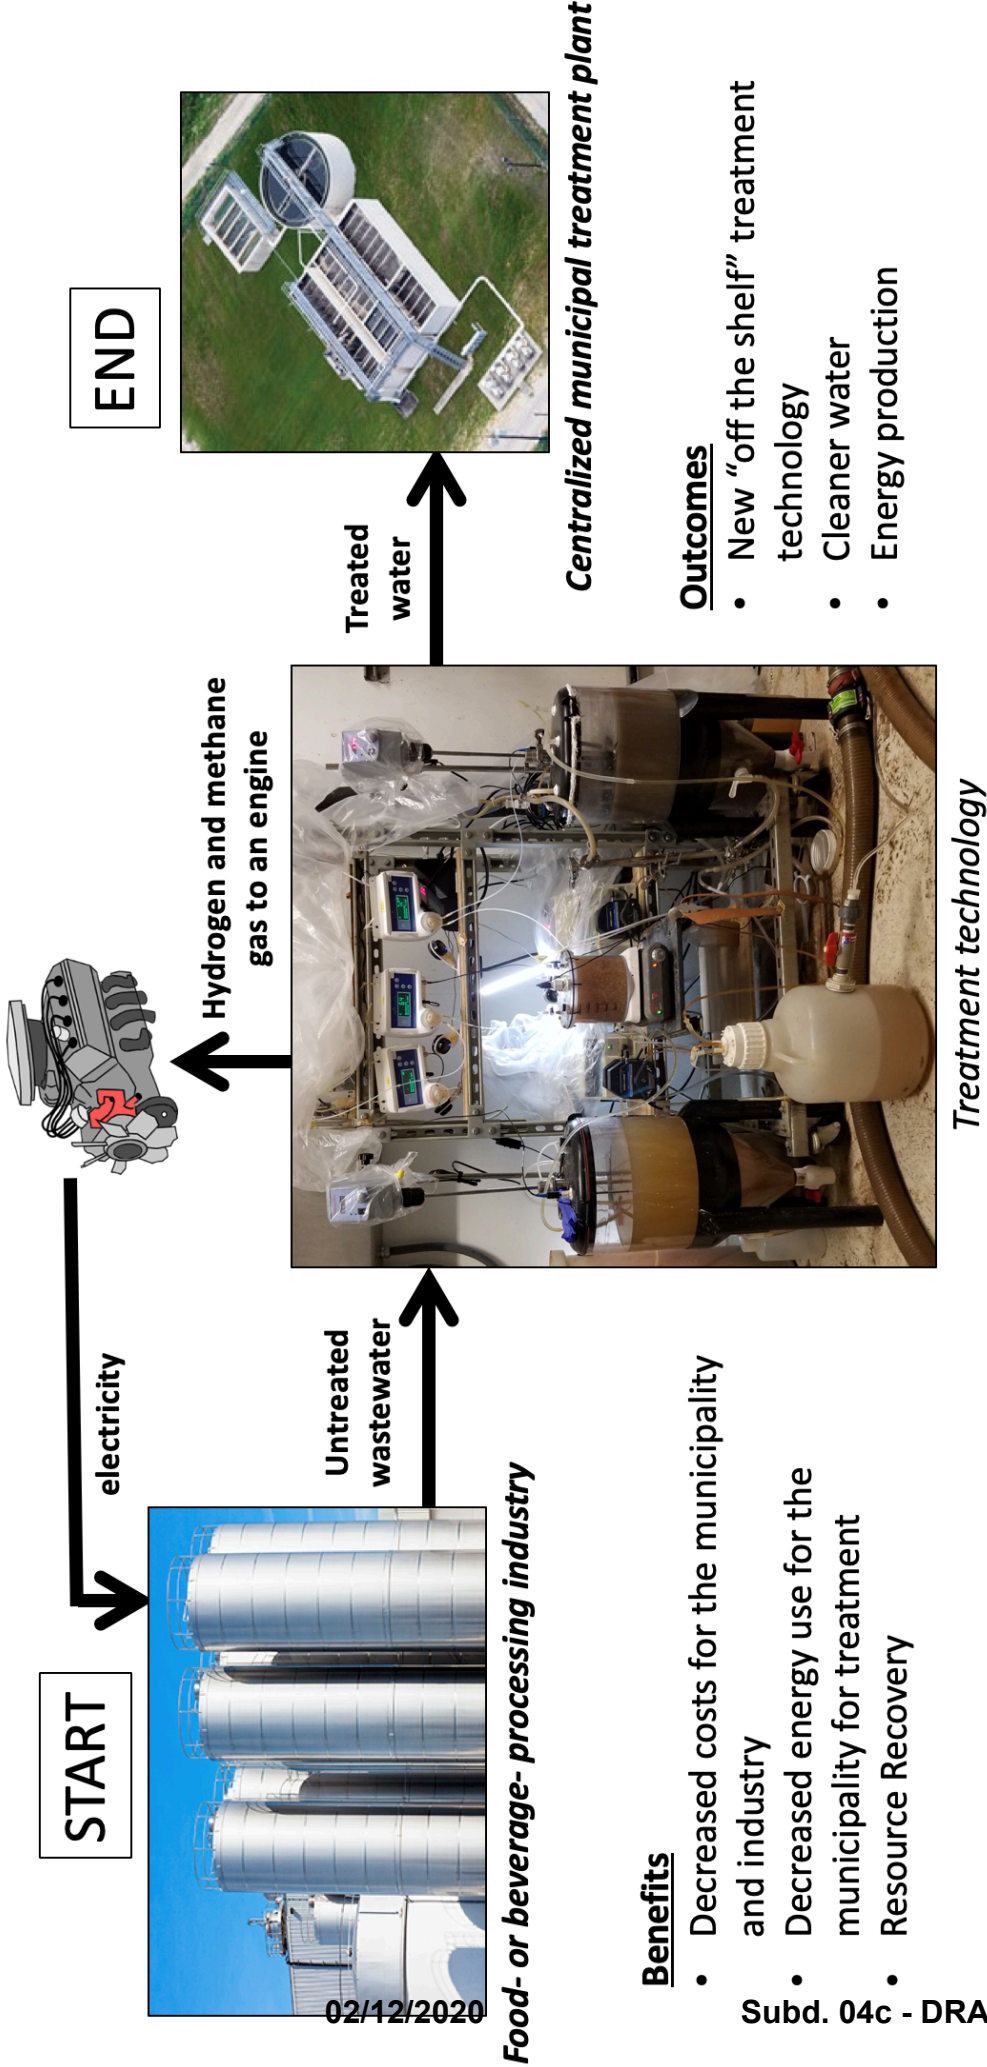 START
END
electricity
Hydrogen and methane
gas to an engine
Untreated
wastewater
Treated
water
Food- or beverage- processing industry
Treatment technology
Centralized municipal treatment plant
Benefits
• Decreased costs for the municipality
and industry
• Decreased energy use for the
municipality for treatment
• Resource Recovery
Outcomes
• New “off the shelf” treatment
technology
• Cleaner water
• Energy production
02/12/2020
Subd. 04c - DRA